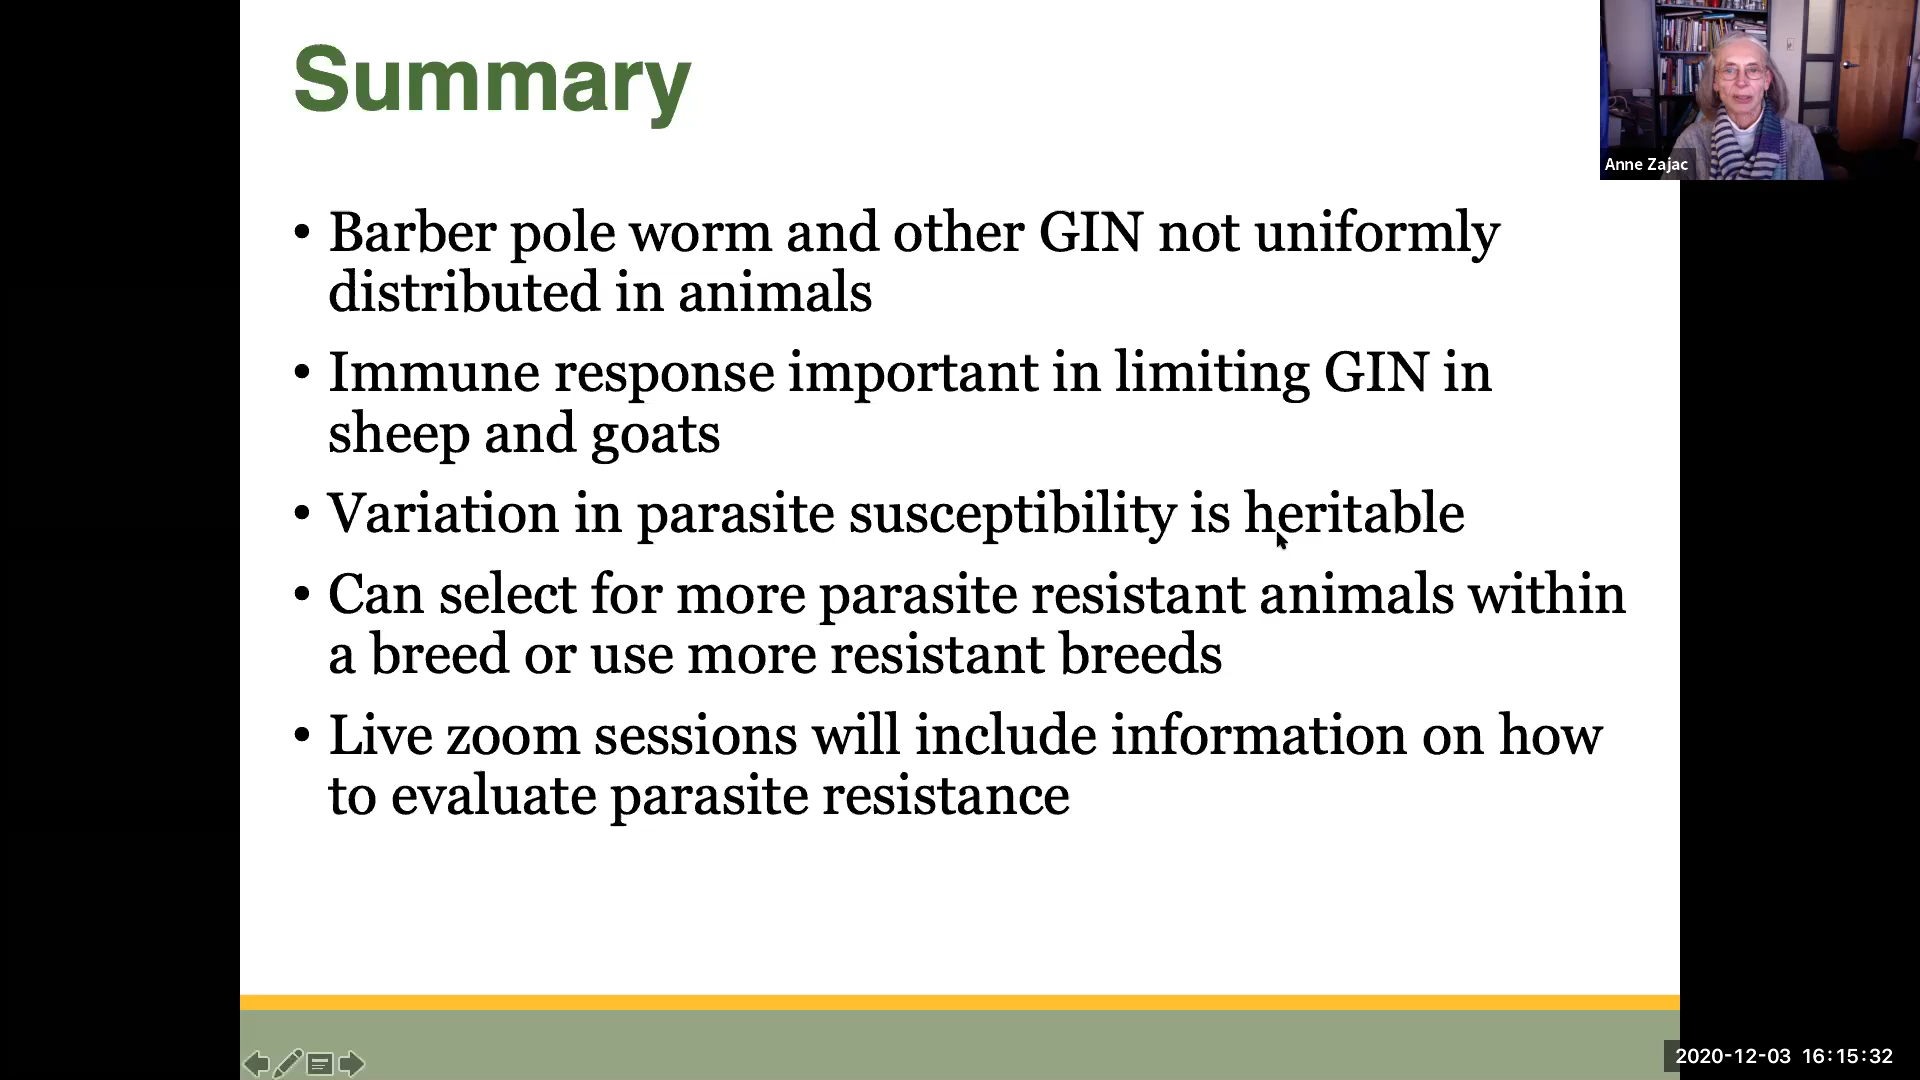 Summary
Anne Zajac
• Barber pole worm and other GIN not uniformly
distributed in animals
• Immune response important in limiting GIN in
sheep and goats
• Variation in parasite susceptibility is heritable
• Can select for more parasite resistant animals within
a breed or use more resistant breeds
• Live zoom sessions will include information on how
to evaluate parasite resistance
2020-12-03 16:15:32